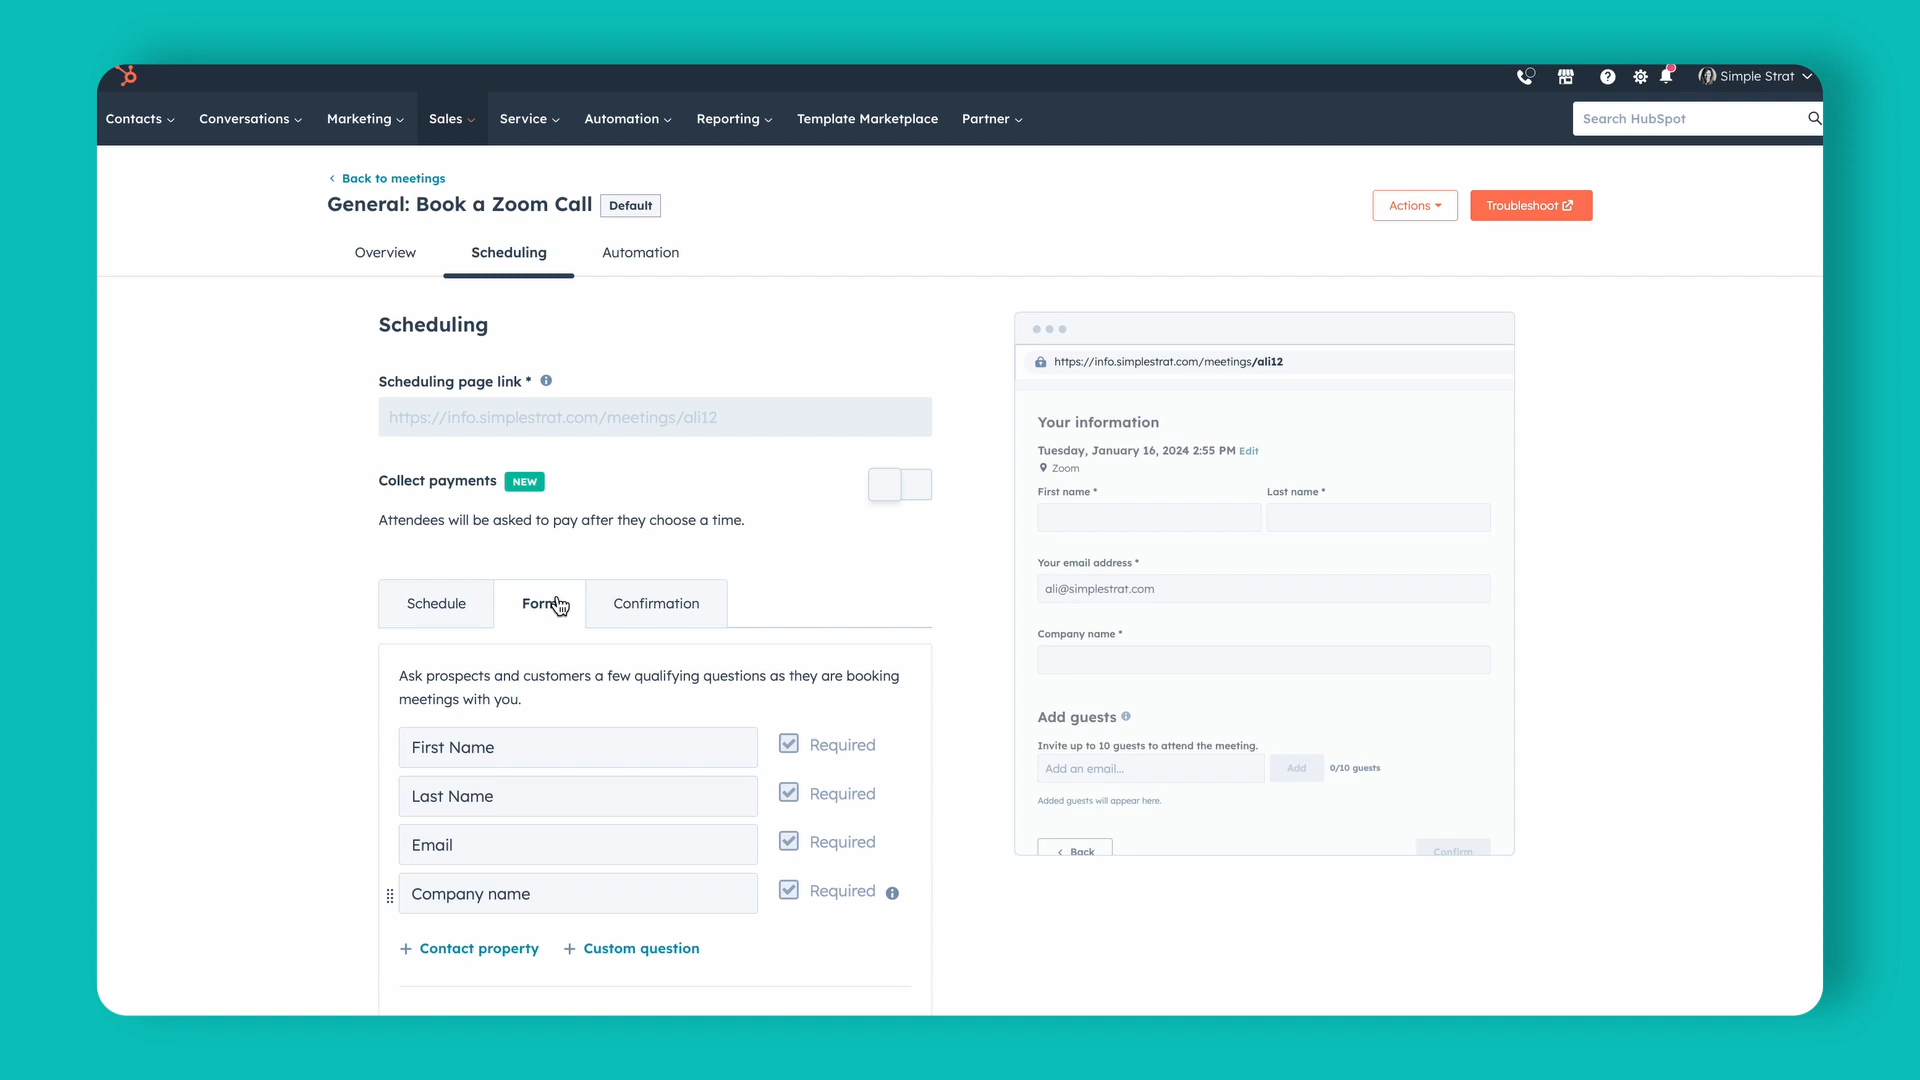 Simple Strat
Contacts
Conversations
Marketing
Sales
Service
Automation
Reporting
Template Marketplace
Partner
Search HubSpot
Back to meetings
General: Book a Zoom Call
Default
Actions
Troubleshoot
Overview
Scheduling
Automation
Scheduling
Scheduling page link *
https://info.simplestrat.com/meetings/ali12
Collect payments
NEW
Attendees will be asked to pay after they choose a time.
Schedule
Form
Confirmation
Ask prospects and customers a few qualifying questions as they are booking
meetings with you.
First Name
Required
Last Name
Required
Email
Required
Company name
Required
+ Contact property
+ Custom question
https://info.simplestrat.com/meetings/ali12
Your information
Tuesday, January 16, 2024 2:55 PM Edit
Zoom
First name *
Last name *
Your email address *
ali@simplestrat.com
Company name *
Add guests
Invite up to 10 guests to attend the meeting.
Add an email...
Add
0/10 guests
Added guests will appear here.
Back
Confirm